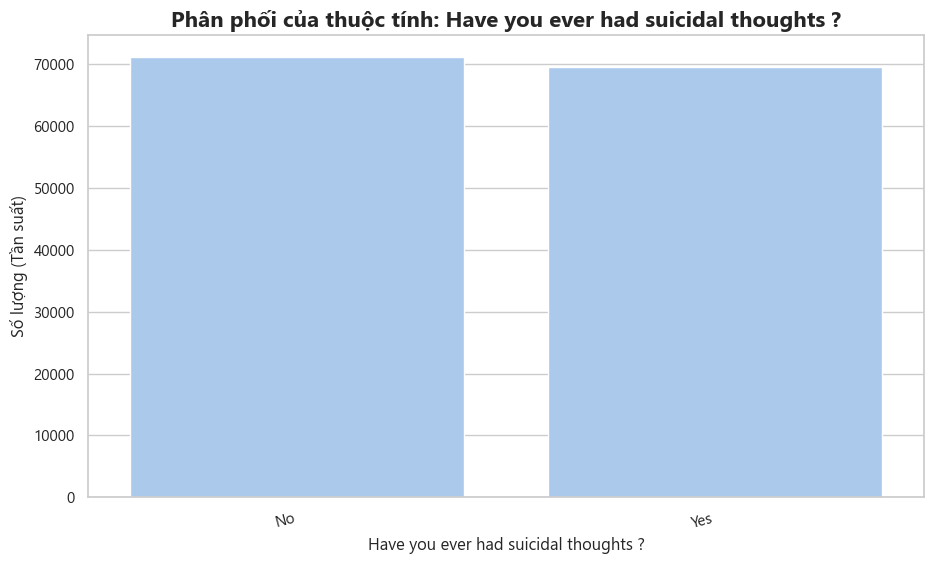 Phân phối của thuộc tính: Have you ever had suicidal thoughts ?
Số lượng (Tần suất)
70000
60000
50000
40000
30000
20000
10000
0
No
Yes
Have you ever had suicidal thoughts ?